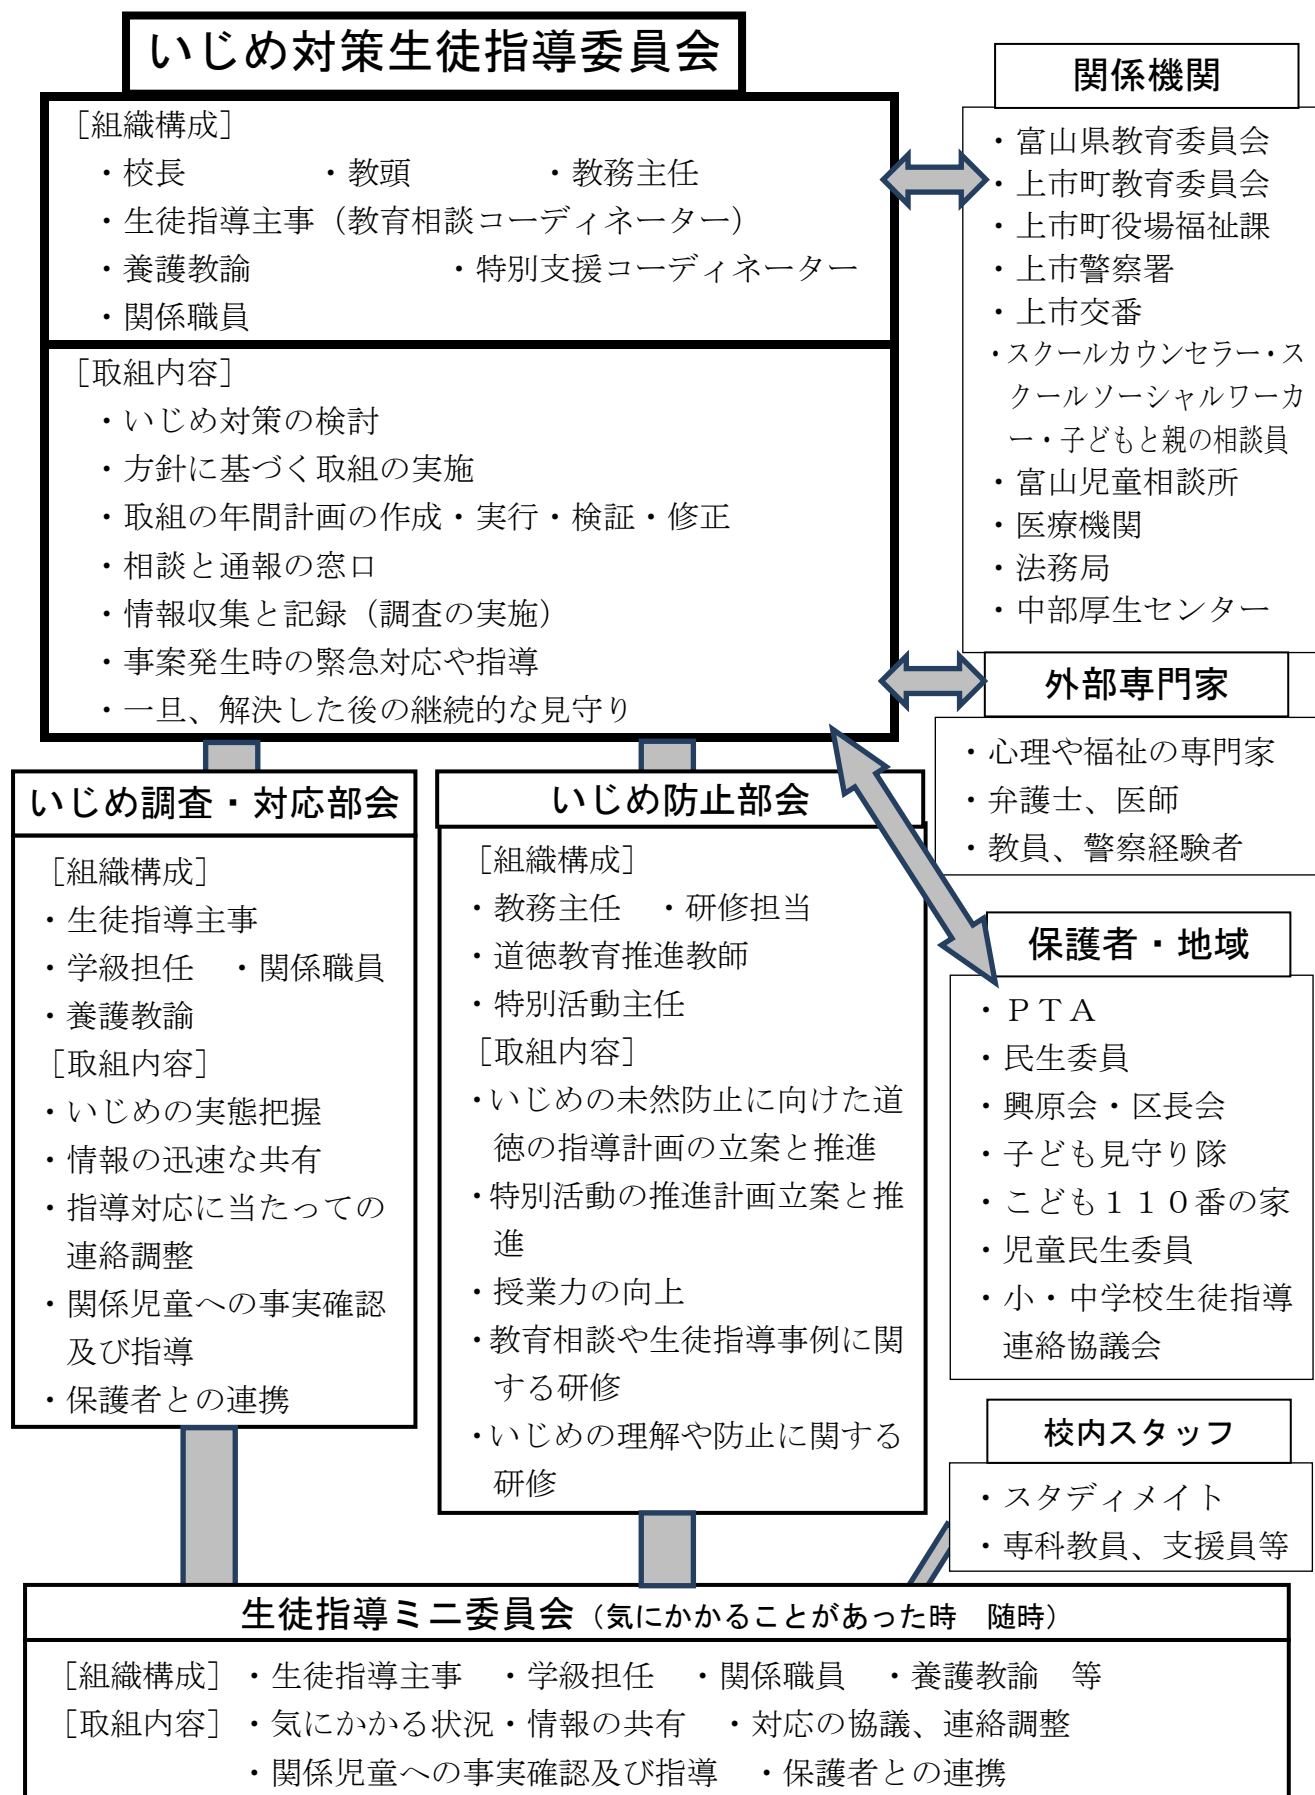 いじめ対策生徒指導委員会
［組織構成］
・校長　　　　・教頭　　　　・教務主任
・生徒指導主事（教育相談コーディネーター）
・養護教諭　　　　　　・特別支援コーディネーター
・関係職員
［取組内容］
・いじめ対策の検討
・方針に基づく取組の実施
・取組の年間計画の作成・実行・検証・修正
・相談と通報の窓口
・情報収集と記録（調査の実施）
・事案発生時の緊急対応や指導
・一旦、解決した後の継続的な見守り
関係機関
・富山県教育委員会
・上市町教育委員会
・上市町役場福祉課
・上市警察署
・上市交番
・スクールカウンセラー・ス
クールソーシャルワーカ
ー・子どもと親の相談員
・富山児童相談所
・医療機関
・法務局
・中部厚生センター
外部専門家
・心理や福祉の専門家
・弁護士、医師
・教員、警察経験者
いじめ調査・対応部会
［組織構成］
・生徒指導主事
・学級担任　・関係職員
・養護教諭
［取組内容］
・いじめの実態把握
・情報の迅速な共有
・指導対応に当たっての
連絡調整
・関係児童への事実確認
及び指導
・保護者との連携
いじめ防止部会
［組織構成］
・教務主任　・研修担当
・道徳教育推進教師
・特別活動主任
［取組内容］
・いじめの未然防止に向けた道
徳の指導計画の立案と推進
・特別活動の推進計画立案と推
進
・授業力の向上
・教育相談や生徒指導事例に関
する研修
・いじめの理解や防止に関する
研修
保護者・地域
・ＰＴＡ
・民生委員
・興原会・区長会
・子ども見守り隊
・こども１１０番の家
・児童民生委員
・小・中学校生徒指導
連絡協議会
校内スタッフ
・スタディメイト
・専科教員、支援員等
生徒指導ミニ委員会（気にかかることがあった時　随時）
［組織構成］・生徒指導主事　・学級担任　・関係職員　・養護教諭　等
［取組内容］・気にかかる状況・情報の共有　・対応の協議、連絡調整
・関係児童への事実確認及び指導　・保護者との連携